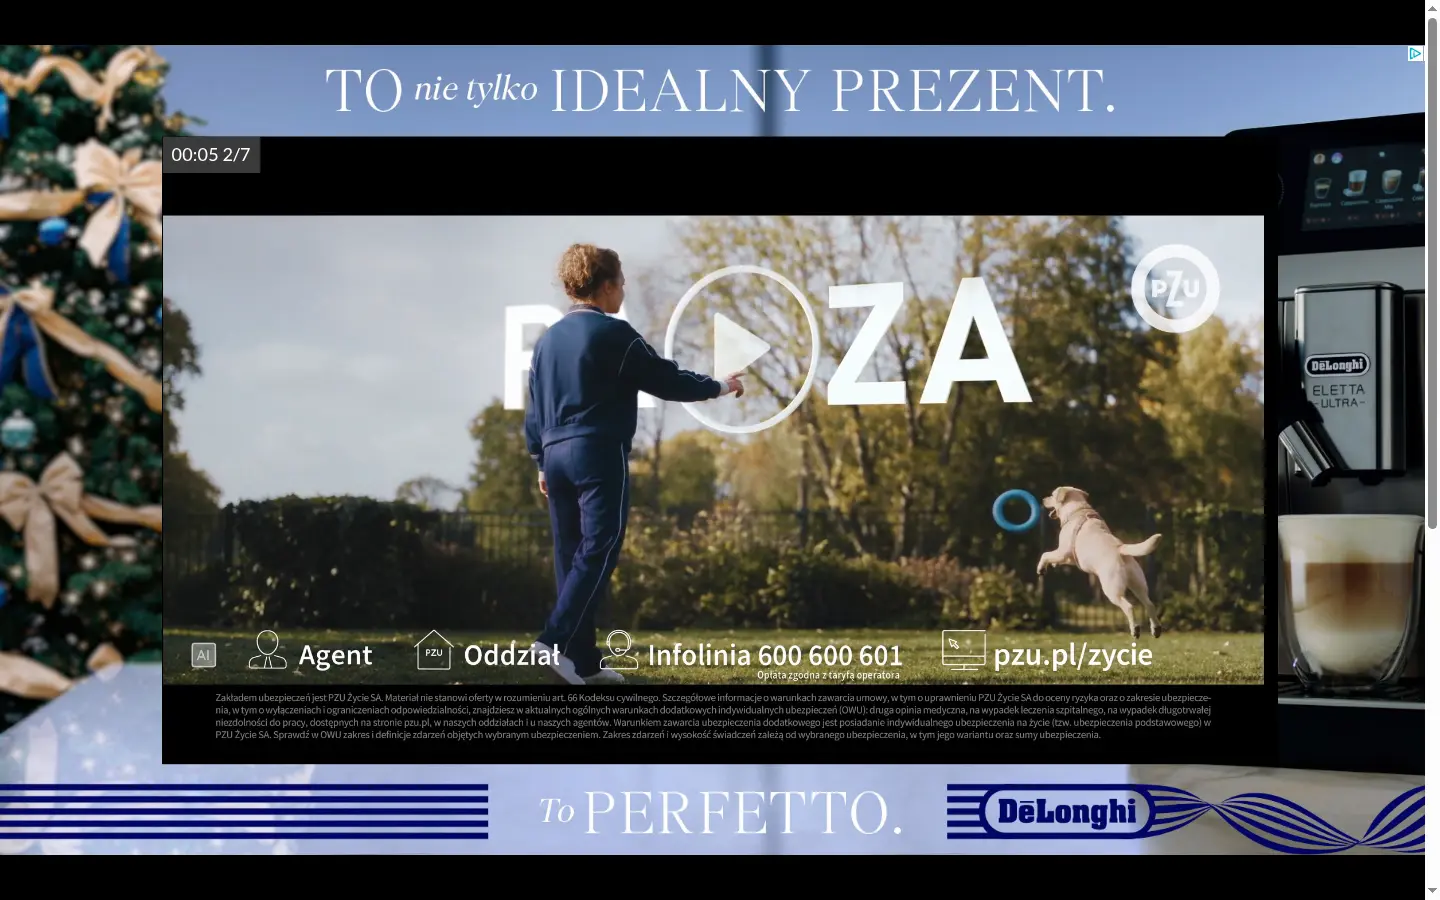 TO nie tylko IDEALNY PREZENT.
00:05 2/7
ZA
PZU
DēLonghi
ELETTA
-ULTRA-
AI
Agent
PZU
Oddział
Infolinia 600 600 601
Opłata zgodna z taryfą operatora
pzu.pl/zycie
Zakładem ubezpieczeń jest PZU Życie SA. Materiał nie stanowi oferty w rozumieniu art. 66 Kodeksu cywilnego. Szczegółowe informacje o warunkach zawarcia umowy, w tym o uprawnieniu PZU Życie SA do oceny ryzyka oraz o zakresie ubezpiecze-
nia, w tym o wyłączeniach i ograniczeniach odpowiedzialności, znajdziesz w aktualnych ogólnych warunkach dodatkowych indywidualnych ubezpieczeń (OWU): druga opinia medyczna, na wypadek leczenia szpitalnego, na wypadek długotrwałej
niezdolności do pracy, dostępnych na stronie pzu.pl, w naszych oddziałach i u naszych agentów. Warunkiem zawarcia ubezpieczenia dodatkowego jest posiadanie indywidualnego ubezpieczenia na życie (tzw. ubezpieczenia podstawowego) w
PZU Życie SA. Sprawdź w OWU zakres i definicje zdarzeń objętych wybranym ubezpieczeniem. Zakres zdarzeń i wysokość świadczeń zależą od wybranego ubezpieczenia, w tym jego wariantu oraz sumy ubezpieczenia.
To PERFETTO.
DēLonghi